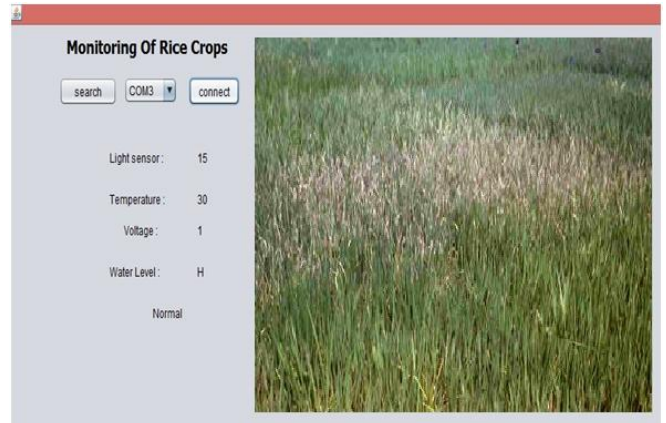 Monitoring Of Rice Crops
search COM3 connect
Light sensor : 15
Temperature : 30
Voltage : 1
Water Level : H
Normal